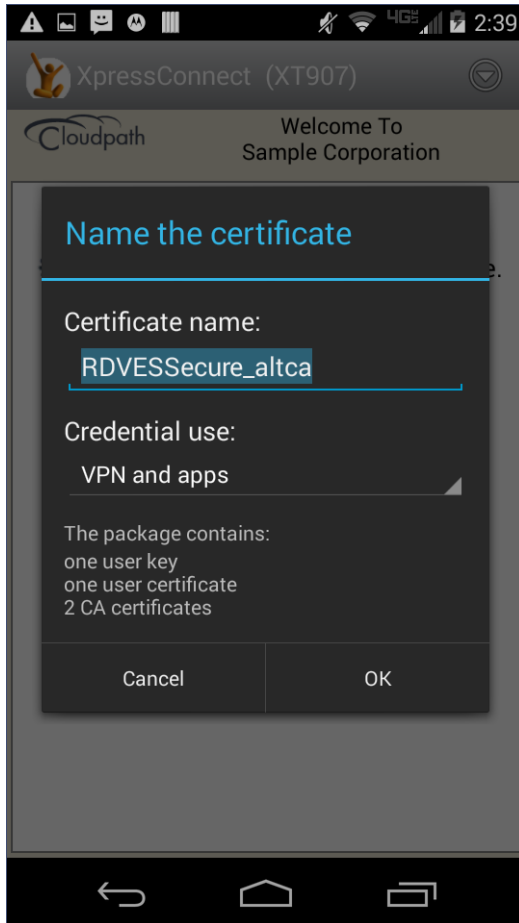 4G 2:39
XpressConnect (XT907)
Cloudpath
Welcome To
Sample Corporation
Name the certificate
Certificate name:
RDVESSecure_altca
Credential use:
VPN and apps
The package contains:
one user key
one user certificate
2 CA certificates
Cancel OK